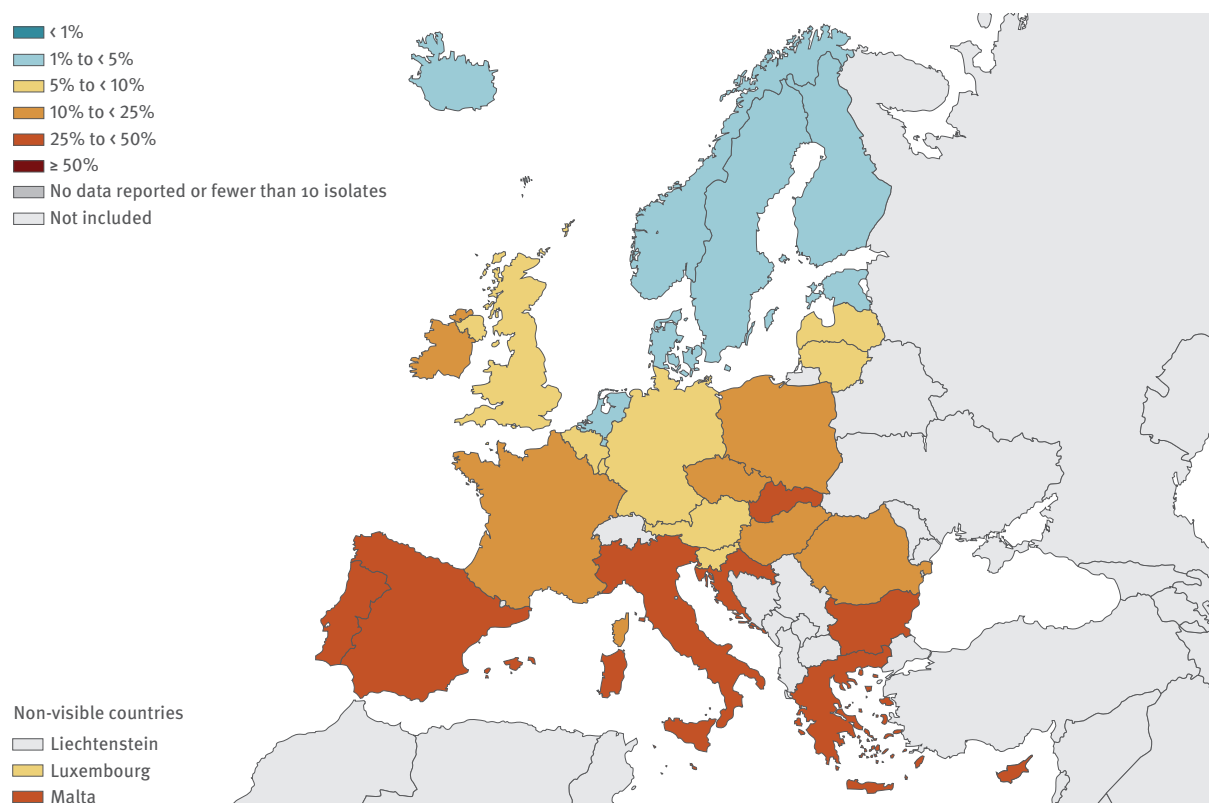 < 1%
1% to < 5%
5% to < 10%
10% to < 25%
25% to < 50%
≥ 50%
No data reported or fewer than 10 isolates
Not included
Non-visible countries
Liechtenstein
Luxembourg
Malta